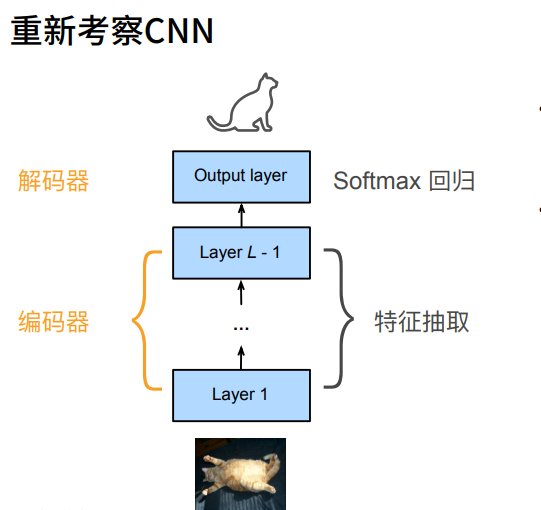 重新考察CNN
解码器
Output layer
Softmax 回归
Layer L - 1
编码器
...
特征抽取
Layer 1